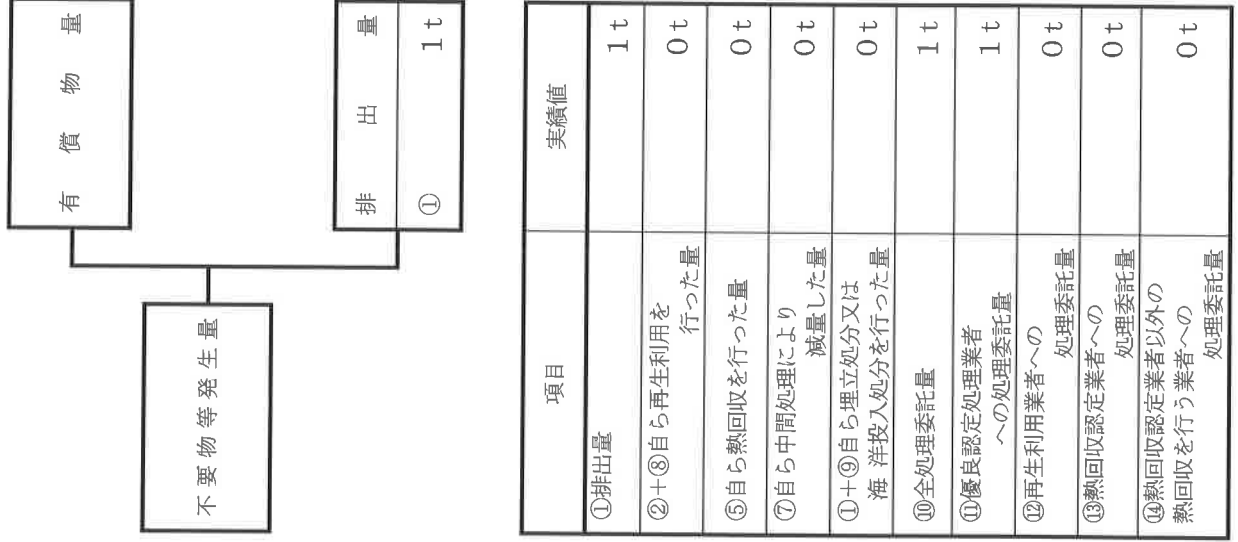 不要物等発生量
有償物量
排出量
① 1t
項目 実績値
①排出量 1t
②+⑧自ら再生利用を
行った量 0t
⑤自ら熱回収を行った量 0t
⑦自ら中間処理により
減量した量 0t
①+⑨自ら埋立処分又は
海洋投入処分を行った量 0t
⑩全処理委託量 1t
⑪優良認定処理業者
への処理委託量 1t
⑫再生利用業者への
処理委託量 0t
⑬熱回収認定業者への
処理委託量 0t
⑭熱回収認定業者以外の
熱回収を行う業者への
処理委託量 0t